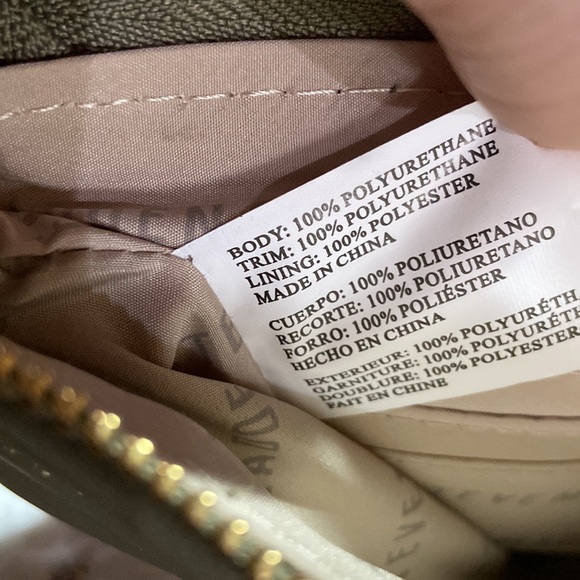 BODY: 100% POLYURETHANE
TRIM: 100% POLYURETHANE
LINING: 100% POLYESTER
MADE IN CHINA
CUERPO: 100% POLIURETANO
RECORTE: 100% POLIURETANO
FORRO: 100% POLIÉSTER
HECHO EN CHINA
EXTERIEUR: 100% POLYURÉTH
GARNITURE: 100% POLYURÉTH
DOUBLURE: 100% POLYESTER
FAIT EN CHINE